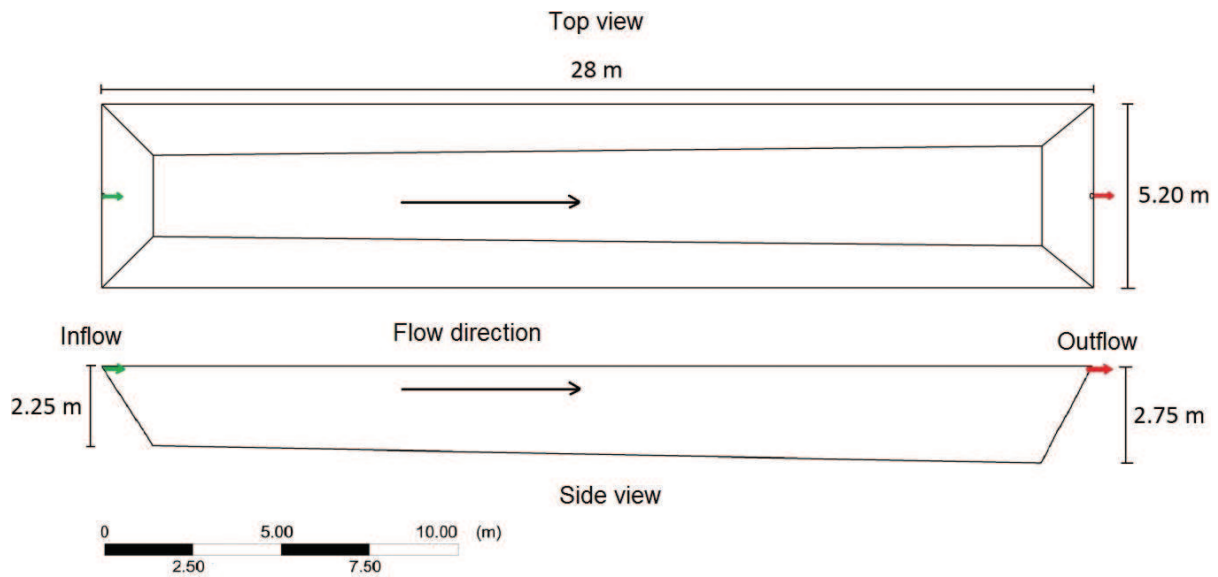 Top view
28 m
5.20 m
Inflow
Flow direction
Outflow
2.25 m
2.75 m
Side view
0 5.00 10.00 (m)
2.50 7.50